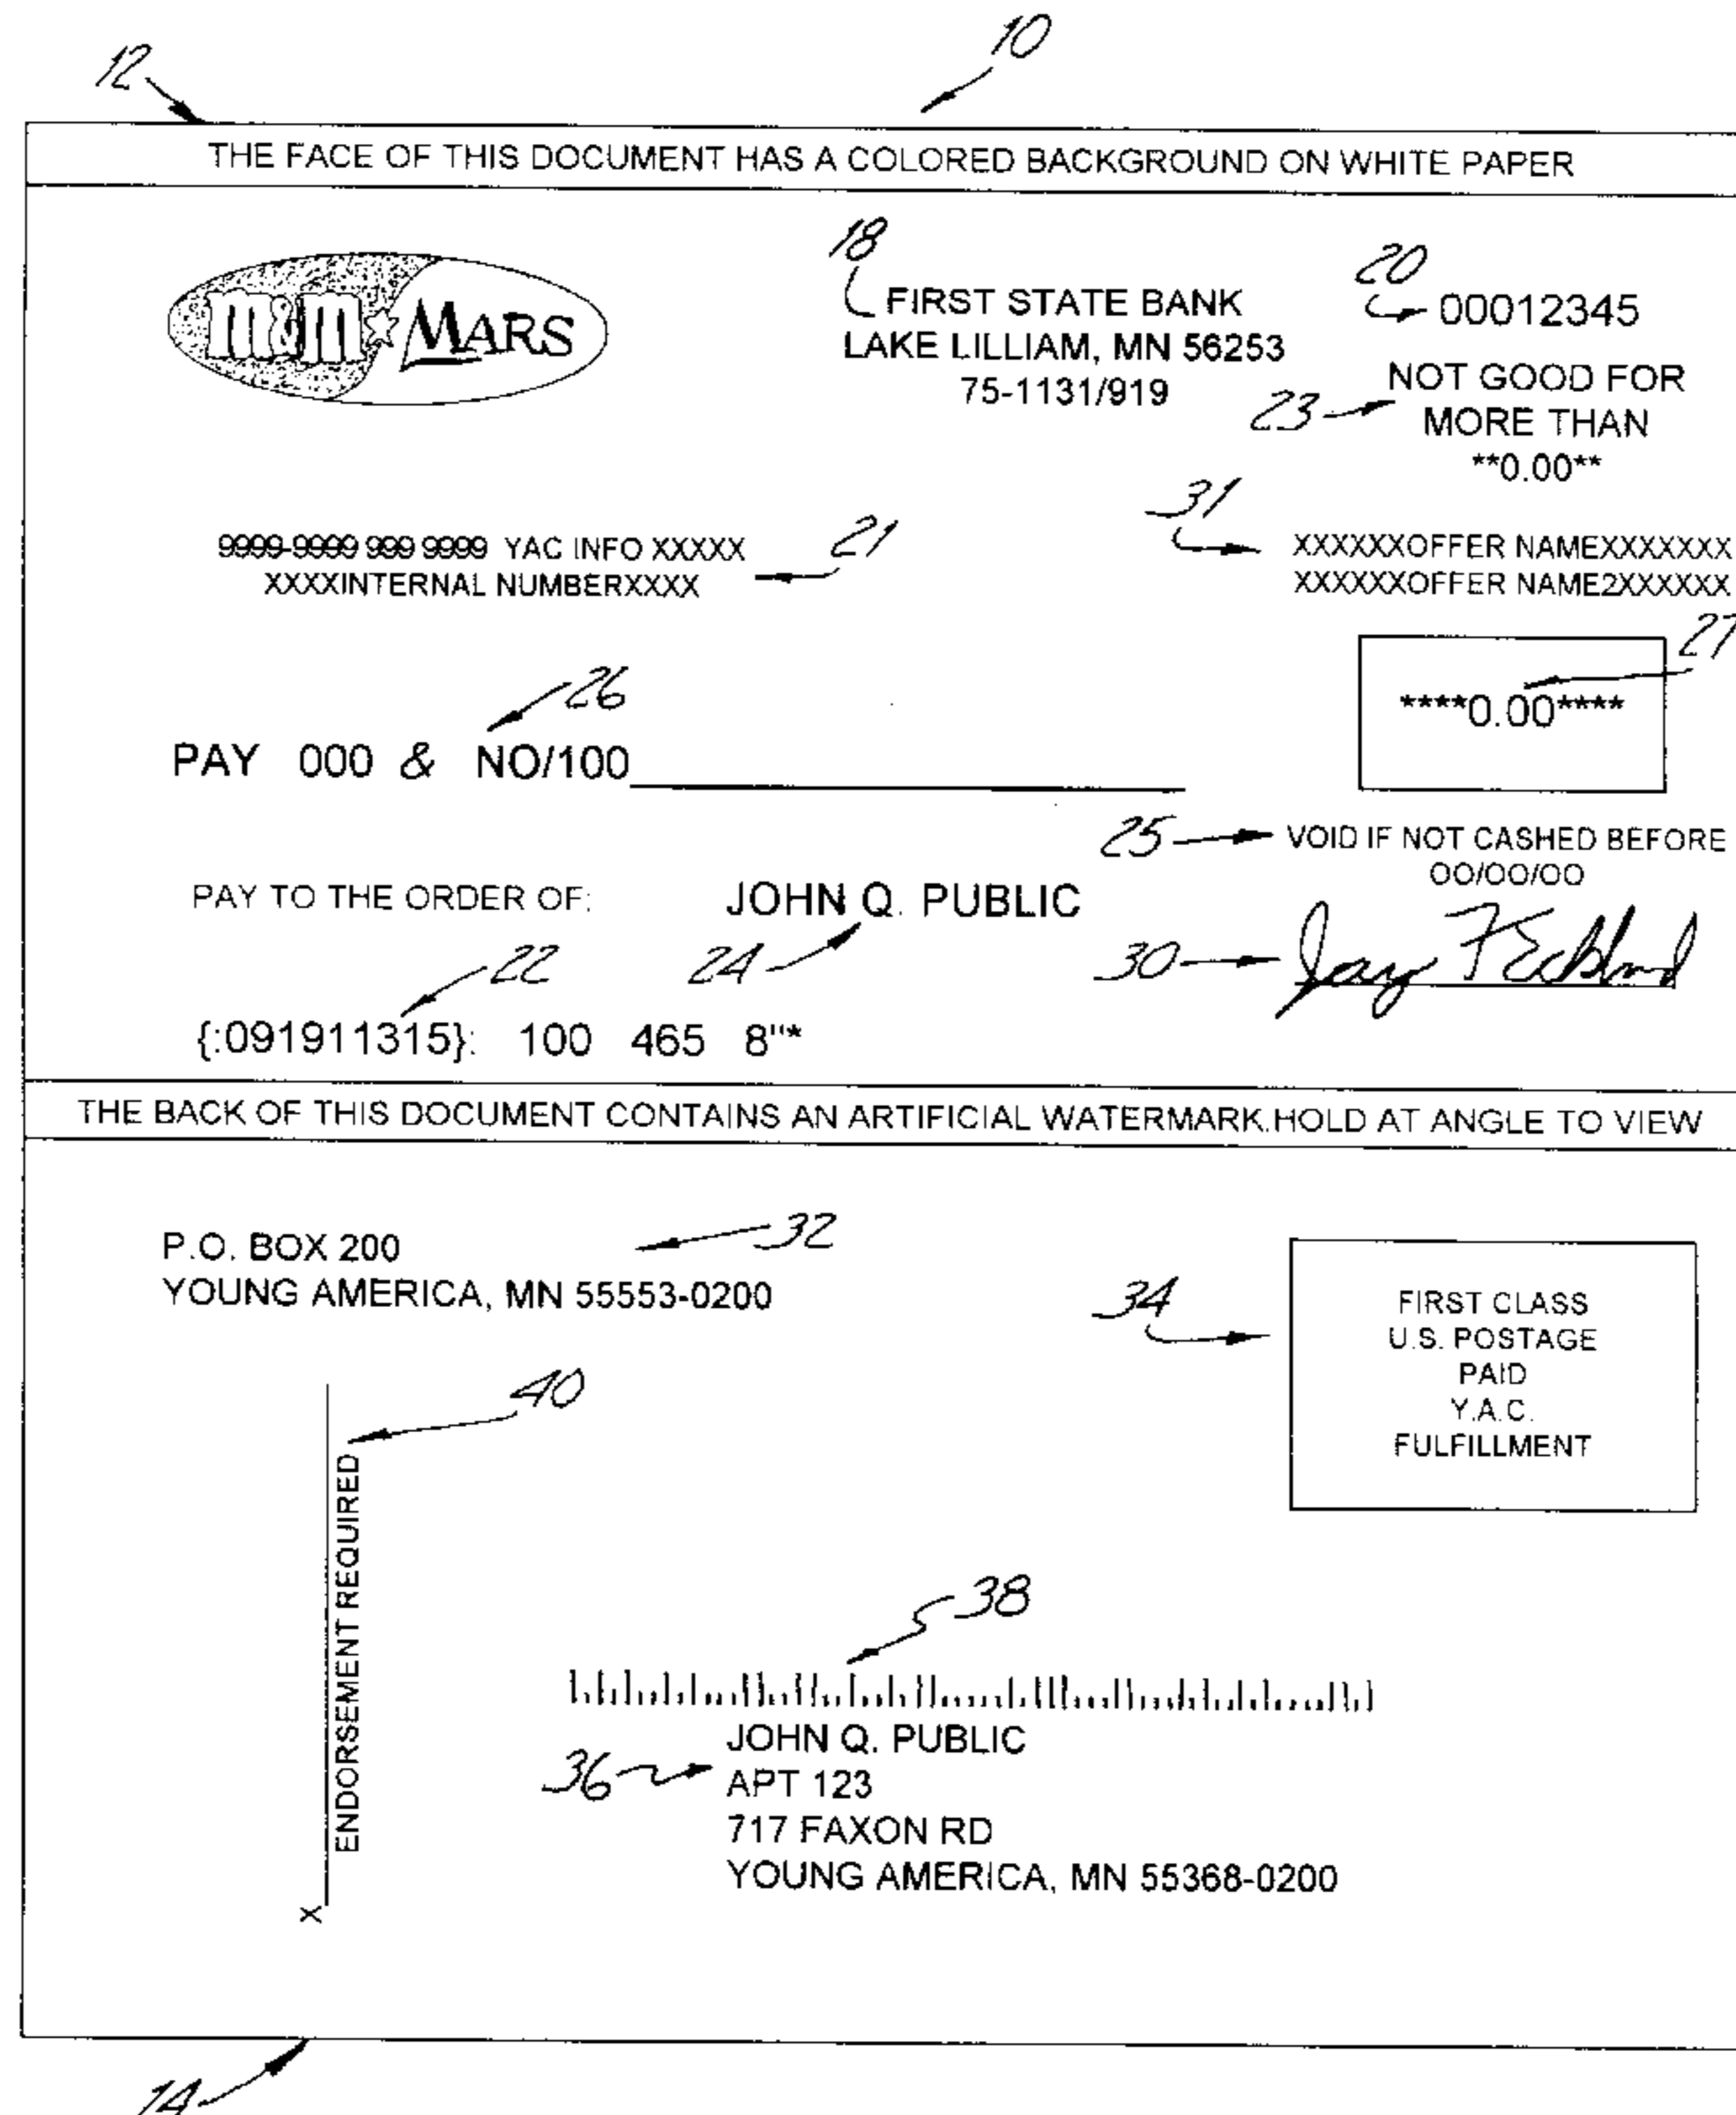 12
10
THE FACE OF THIS DOCUMENT HAS A COLORED BACKGROUND ON WHITE PAPER
m&m MARS
18
FIRST STATE BANK
LAKE LILLIAM, MN 56253
75-1131/919
20
00012345
23
NOT GOOD FOR
MORE THAN
**0.00**
9999-9999 999 9999 YAC INFO XXXXX
XXXXINTERNAL NUMBERXXXX
21
31
XXXXXXOFFER NAMEXXXXXXX
XXXXXXOFFER NAME2XXXXXX
27
****0.00****
26
PAY 000 & NO/100
25
VOID IF NOT CASHED BEFORE
00/00/00
PAY TO THE ORDER OF:
JOHN Q. PUBLIC
22
24
30
{:091911315}: 100 465 8"*
THE BACK OF THIS DOCUMENT CONTAINS AN ARTIFICIAL WATERMARK.HOLD AT ANGLE TO VIEW
P.O. BOX 200
YOUNG AMERICA, MN 55553-0200
32
34
FIRST CLASS
U.S. POSTAGE
PAID
Y.A.C.
FULFILLMENT
40
ENDORSEMENT REQUIRED
X
38
36
JOHN Q. PUBLIC
APT 123
717 FAXON RD
YOUNG AMERICA, MN 55368-0200
14